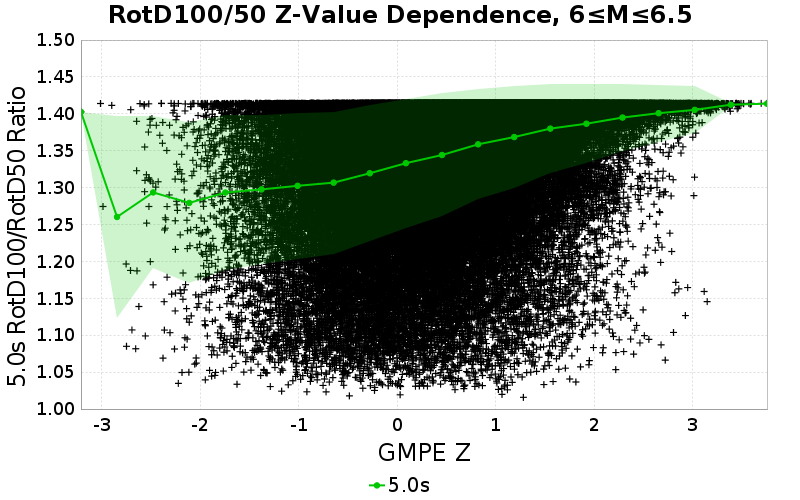 RotD100/50 Z-Value Dependence, 6≤M≤6.5
5.0s RotD100/RotD50 Ratio
1.50
1.45
1.40
1.35
1.30
1.25
1.20
1.15
1.10
1.05
1.00
-3 -2 -1 0 1 2 3
GMPE Z
5.0s